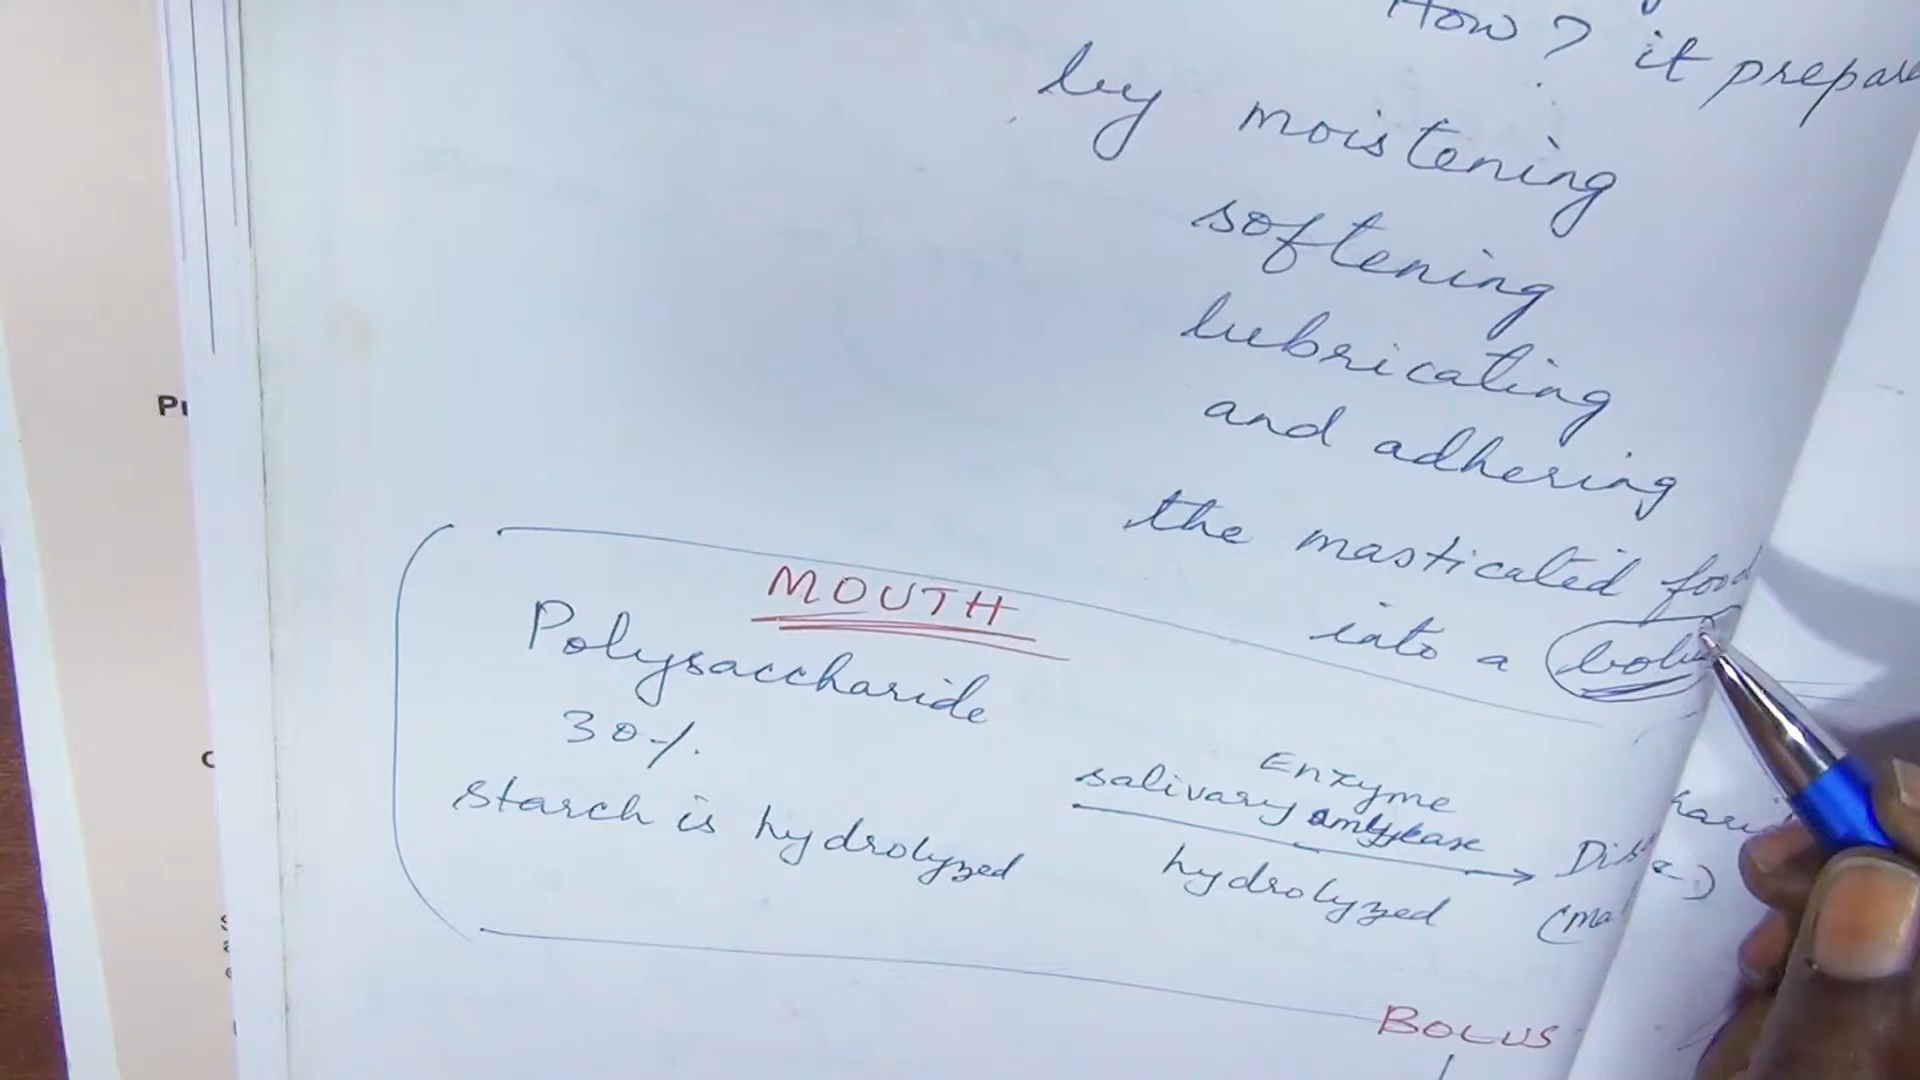 How? it prepare
by moistening
softening
lubricating
and adhering
the masticated food
into a bolus
MOUTH
Polysaccharide
30%
starch is hydrolyzed
Enzyme
salivary amylase
hydrolyzed
BOLUS
Pu